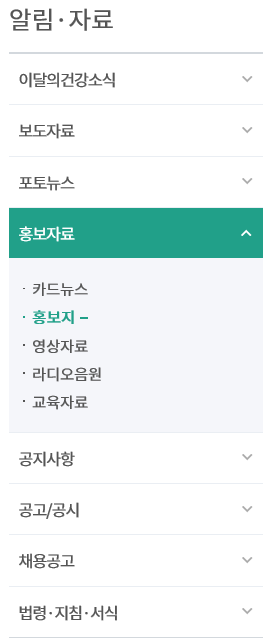 알림·자료
이달의건강소식
보도자료
포토뉴스
홍보자료
· 카드뉴스
· 홍보지 –
· 영상자료
· 라디오음원
· 교육자료
공지사항
공고/공시
채용공고
법령·지침·서식